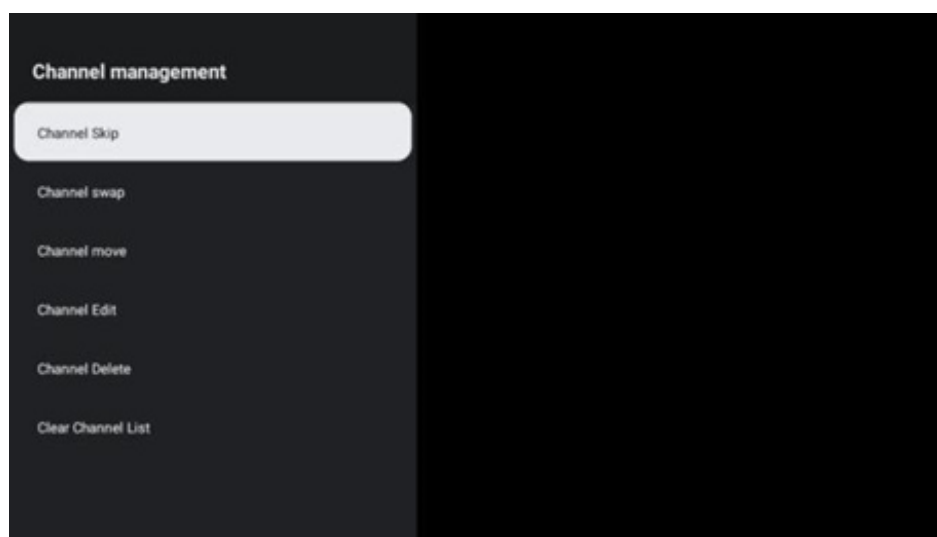 Channel management
Channel Skip
Channel swap
Channel move
Channel Edit
Channel Delete
Clear Channel List